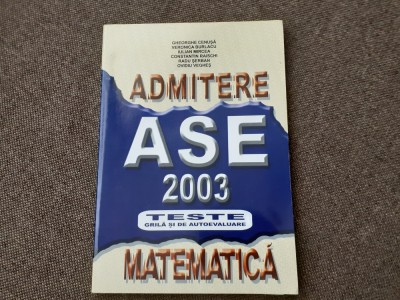 GHEORGHE CENUȘĂ
VERONICA BURLACU
IULIAN MIRCEA
CONSTANTIN RAISCHI
RADU ȘERBAN
OVIDIU VEGHEȘ
ADMITERE
ASE
2003
TESTE
GRILĂ ȘI DE AUTOEVALUARE
MATEMATICĂ